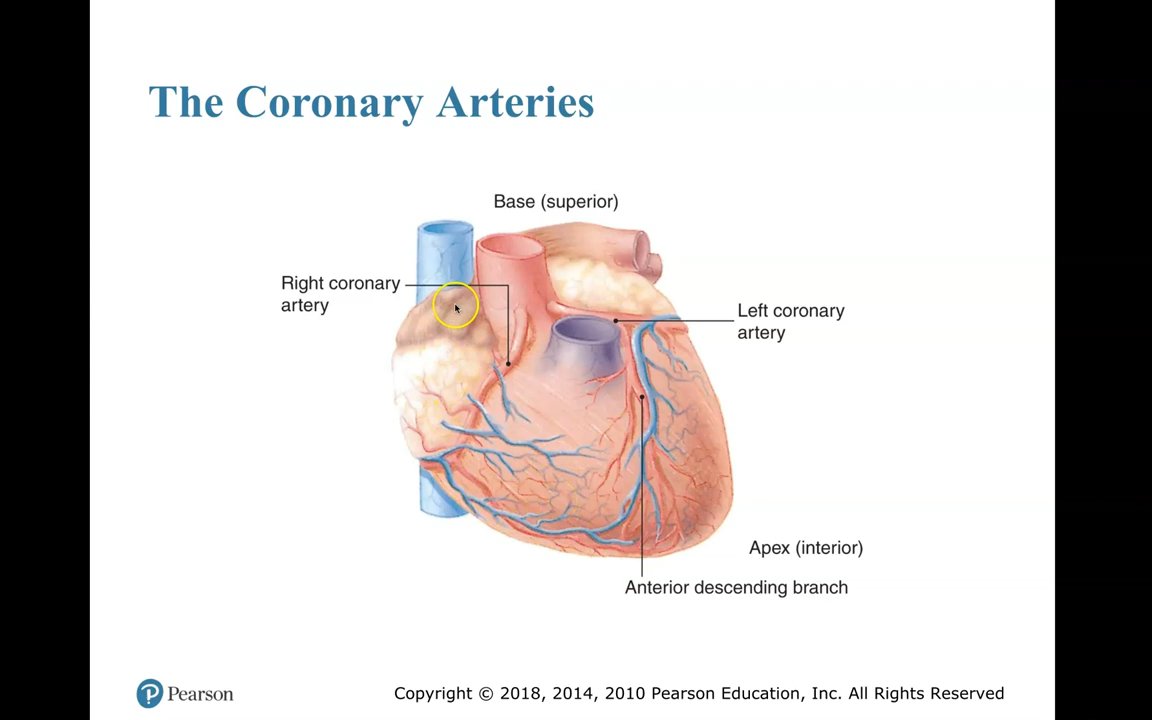 The Coronary Arteries
Base (superior)
Right coronary
artery
Left coronary
artery
Apex (interior)
Anterior descending branch
Pearson
Copyright © 2018, 2014, 2010 Pearson Education, Inc. All Rights Reserved